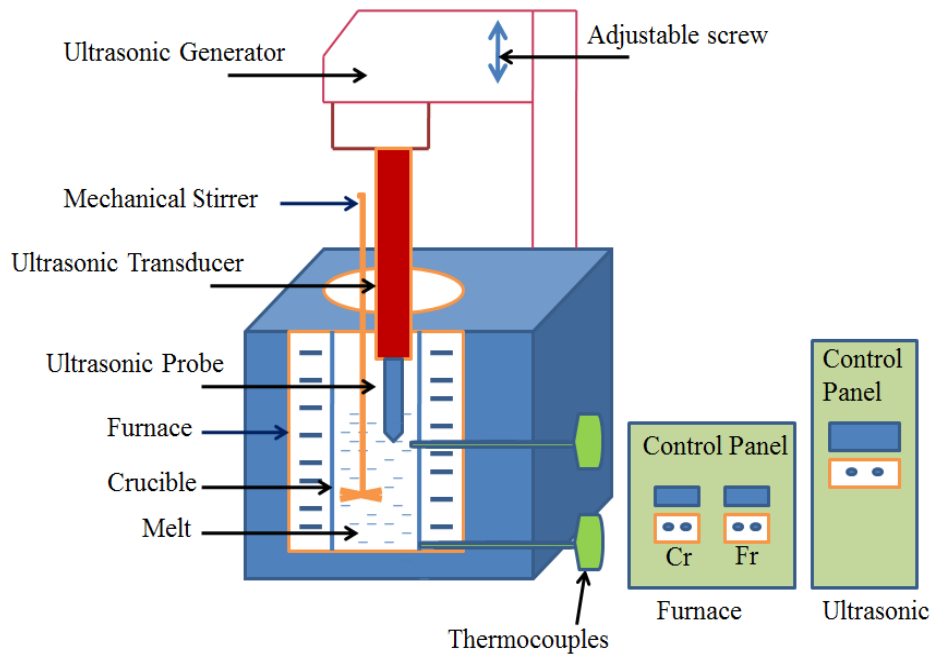 Ultrasonic Generator
Adjustable screw
Mechanical Stirrer
Ultrasonic Transducer
Ultrasonic Probe
Furnace
Crucible
Melt
Thermocouples
Control Panel
Cr
Fr
Furnace
Control
Panel
Ultrasonic